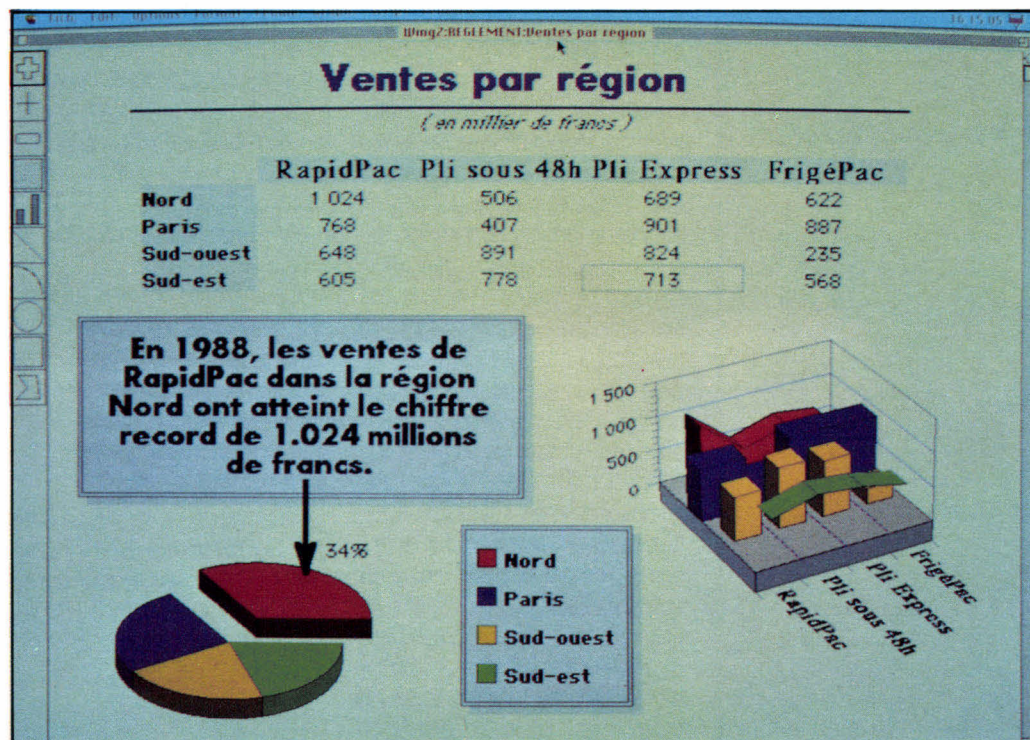 16:15:05
Wing2:REGLEMENT:Ventes par région
Ventes par région
( en millier de francs )
RapidPac Pli sous 48h Pli Express FrigéPac
Nord 1 024 506 689 622
Paris 768 407 901 887
Sud-ouest 648 891 824 235
Sud-est 605 778 713 568
En 1988, les ventes de
RapidPac dans la région
Nord ont atteint le chiffre
record de 1.024 millions
de francs.
34%
Nord
Paris
Sud-ouest
Sud-est
1 500
1 000
500
0
RapidPac
Pli sous 48h
Pli Express
FrigéPac